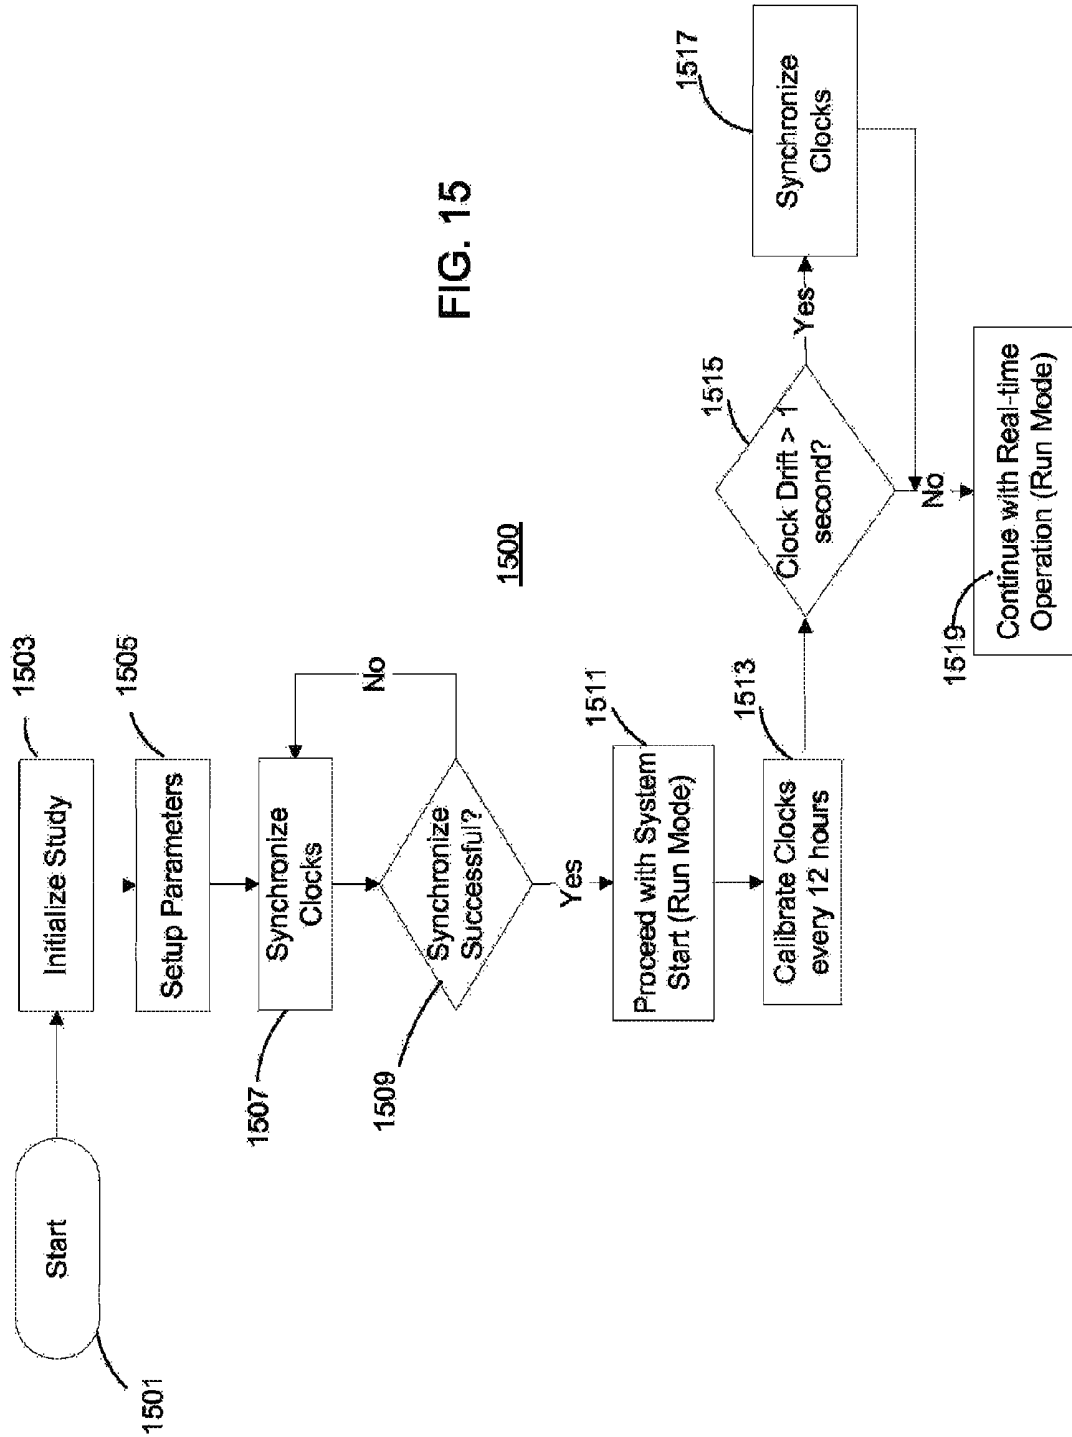 Start
1501
Initialize Study
1503
Setup Parameters
1505
Synchronize
Clocks
1507
Synchronize
Successful?
1509
No
Yes
Proceed with System
Start (Run Mode)
1511
Calibrate Clocks
every 12 hours
1513
1500
FIG. 15
Clock Drift > 1
second?
1515
Yes
Synchronize
Clocks
1517
No
Continue with Real-time
Operation (Run Mode)
1519